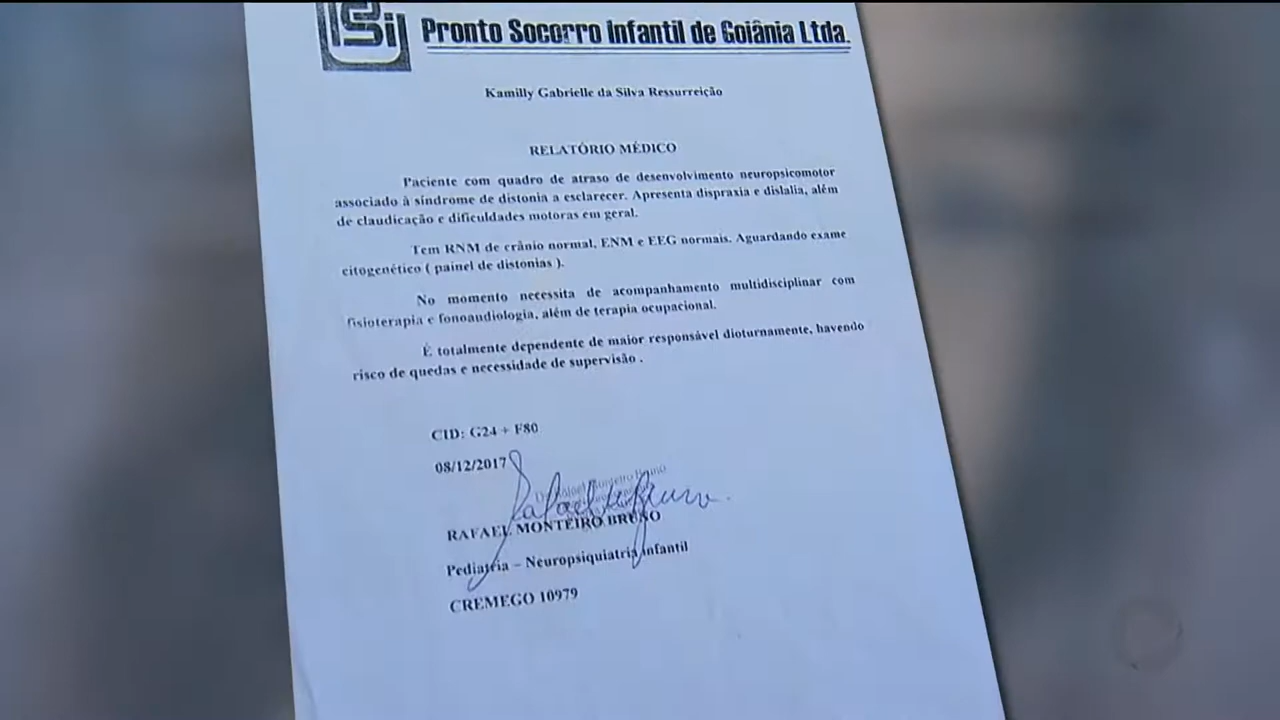 PSi
Pronto Socorro Infantil de Goiânia Ltda.
Kamilly Gabrielle da Silva Ressurreição
RELATÓRIO MÉDICO
Paciente com quadro de atraso de desenvolvimento neuropsicomotor
associado à síndrome de distonia a esclarecer. Apresenta dispraxia e dislalia, além
de claudicação e dificuldades motoras em geral.
Tem RNM de crânio normal, ENM e EEG normais. Aguardando exame
citogenético ( painel de distonias ).
No momento necessita de acompanhamento multidisciplinar com
fisioterapia e fonoaudiologia, além de terapia ocupacional.
É totalmente dependente de maior responsável dioturnamente, havendo
risco de quedas e necessidade de supervisão .
CID: G24 + F80
08/12/2017
RAFAEL MONTEIRO BRUNO
Pediatria – Neuropsiquiatria infantil
CREMEGO 10979